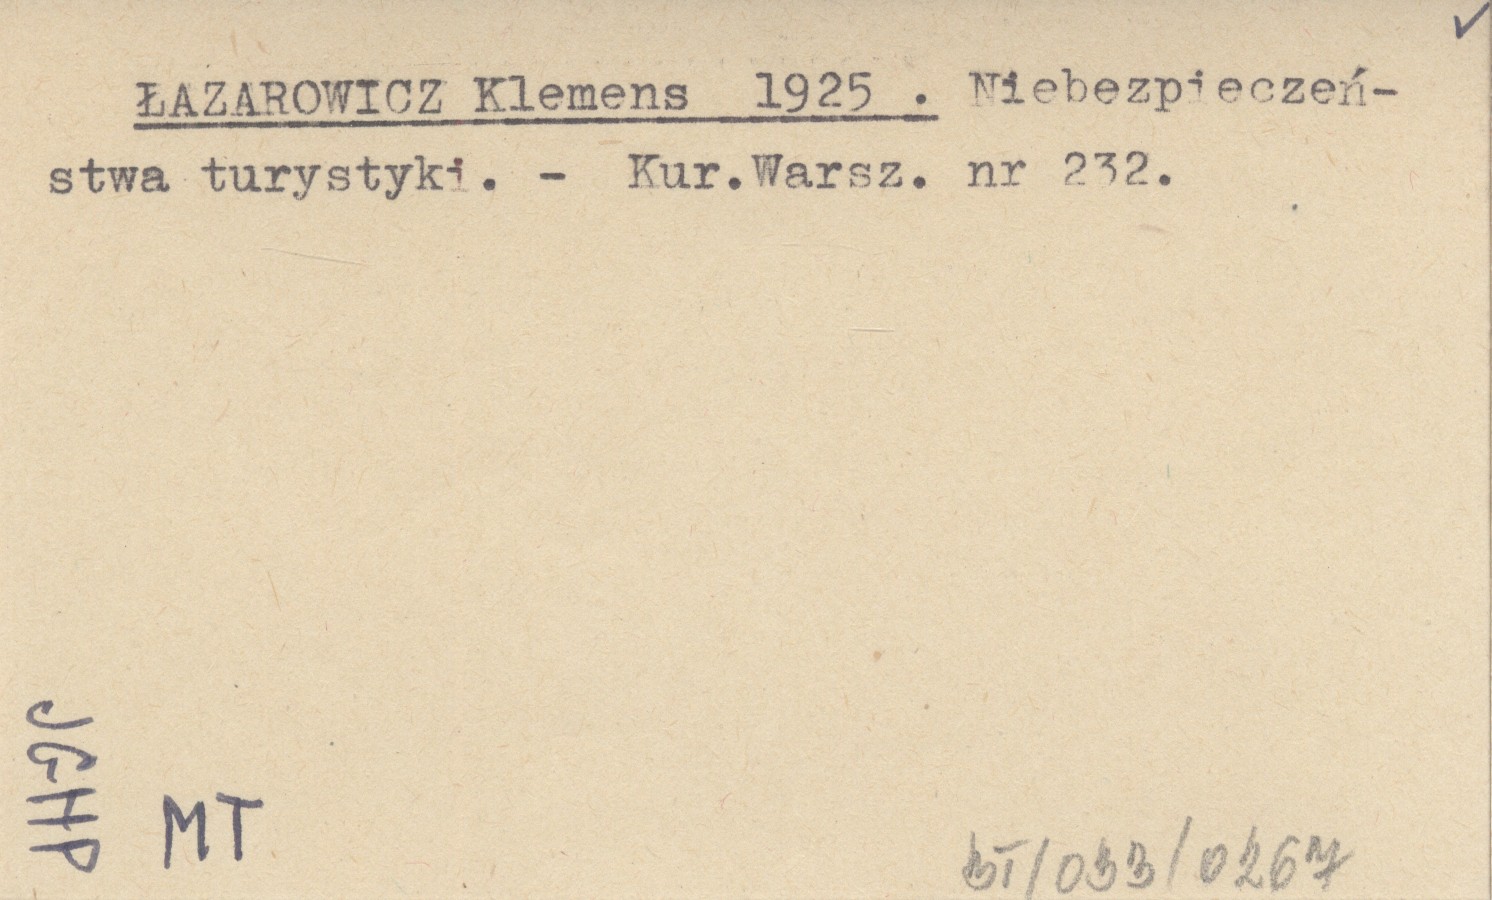 ŁAZAROWICZ Klemens 1925 . Niebezpieczeń-
stwa turystyki. - Kur.Warsz. nr 232.
JGHP
MT
BT/033/0267